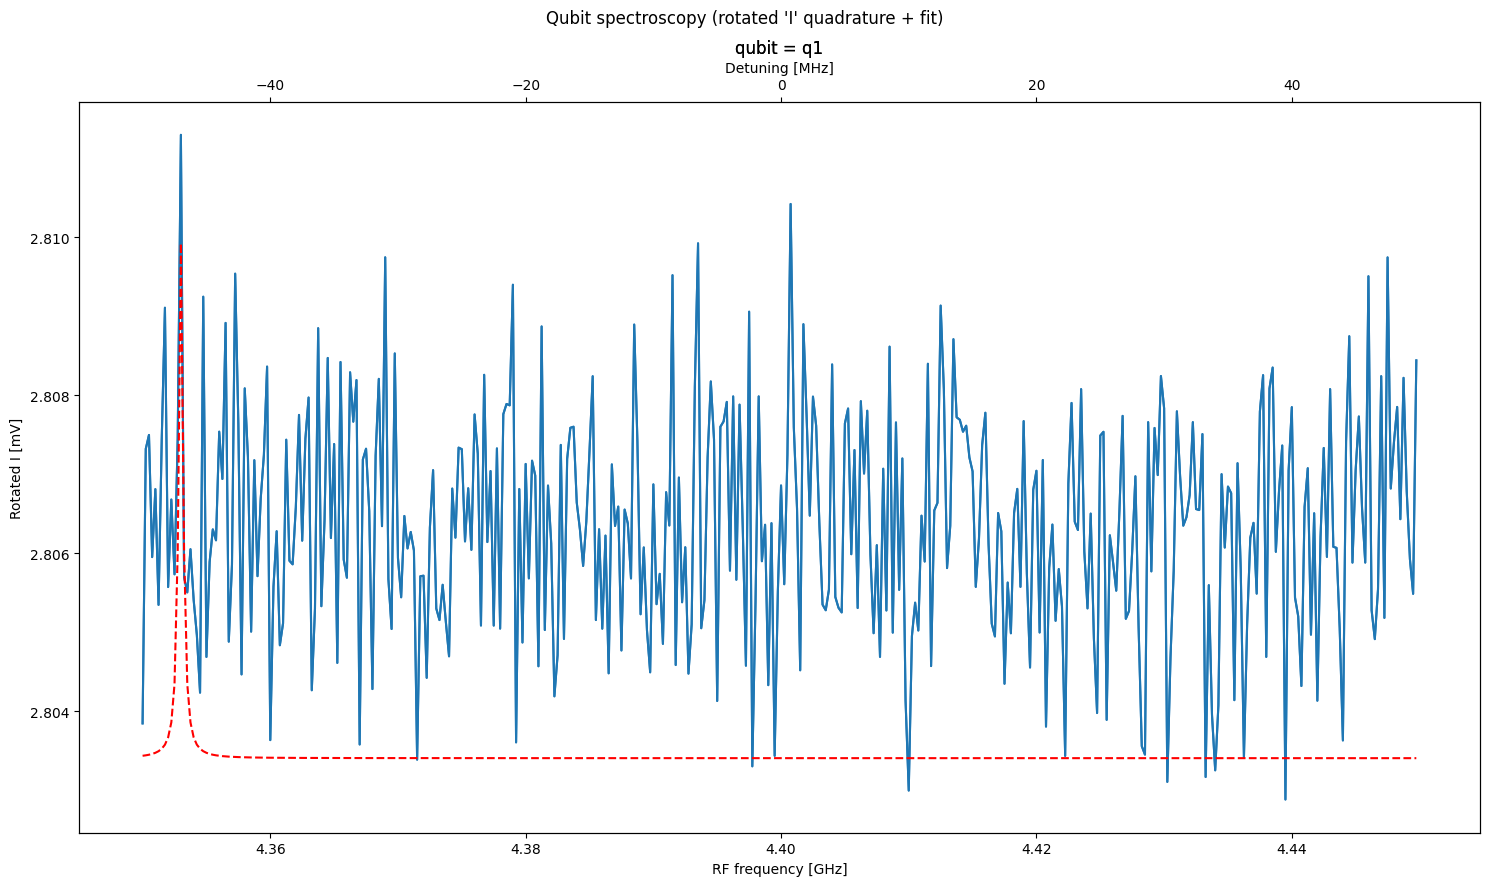 Qubit spectroscopy (rotated 'I' quadrature + fit)
qubit = q1
Detuning [MHz]
−40 −20 0 20 40
2.810
2.808
2.806
2.804
Rotated I [mV]
4.36 4.38 4.40 4.42 4.44
RF frequency [GHz]